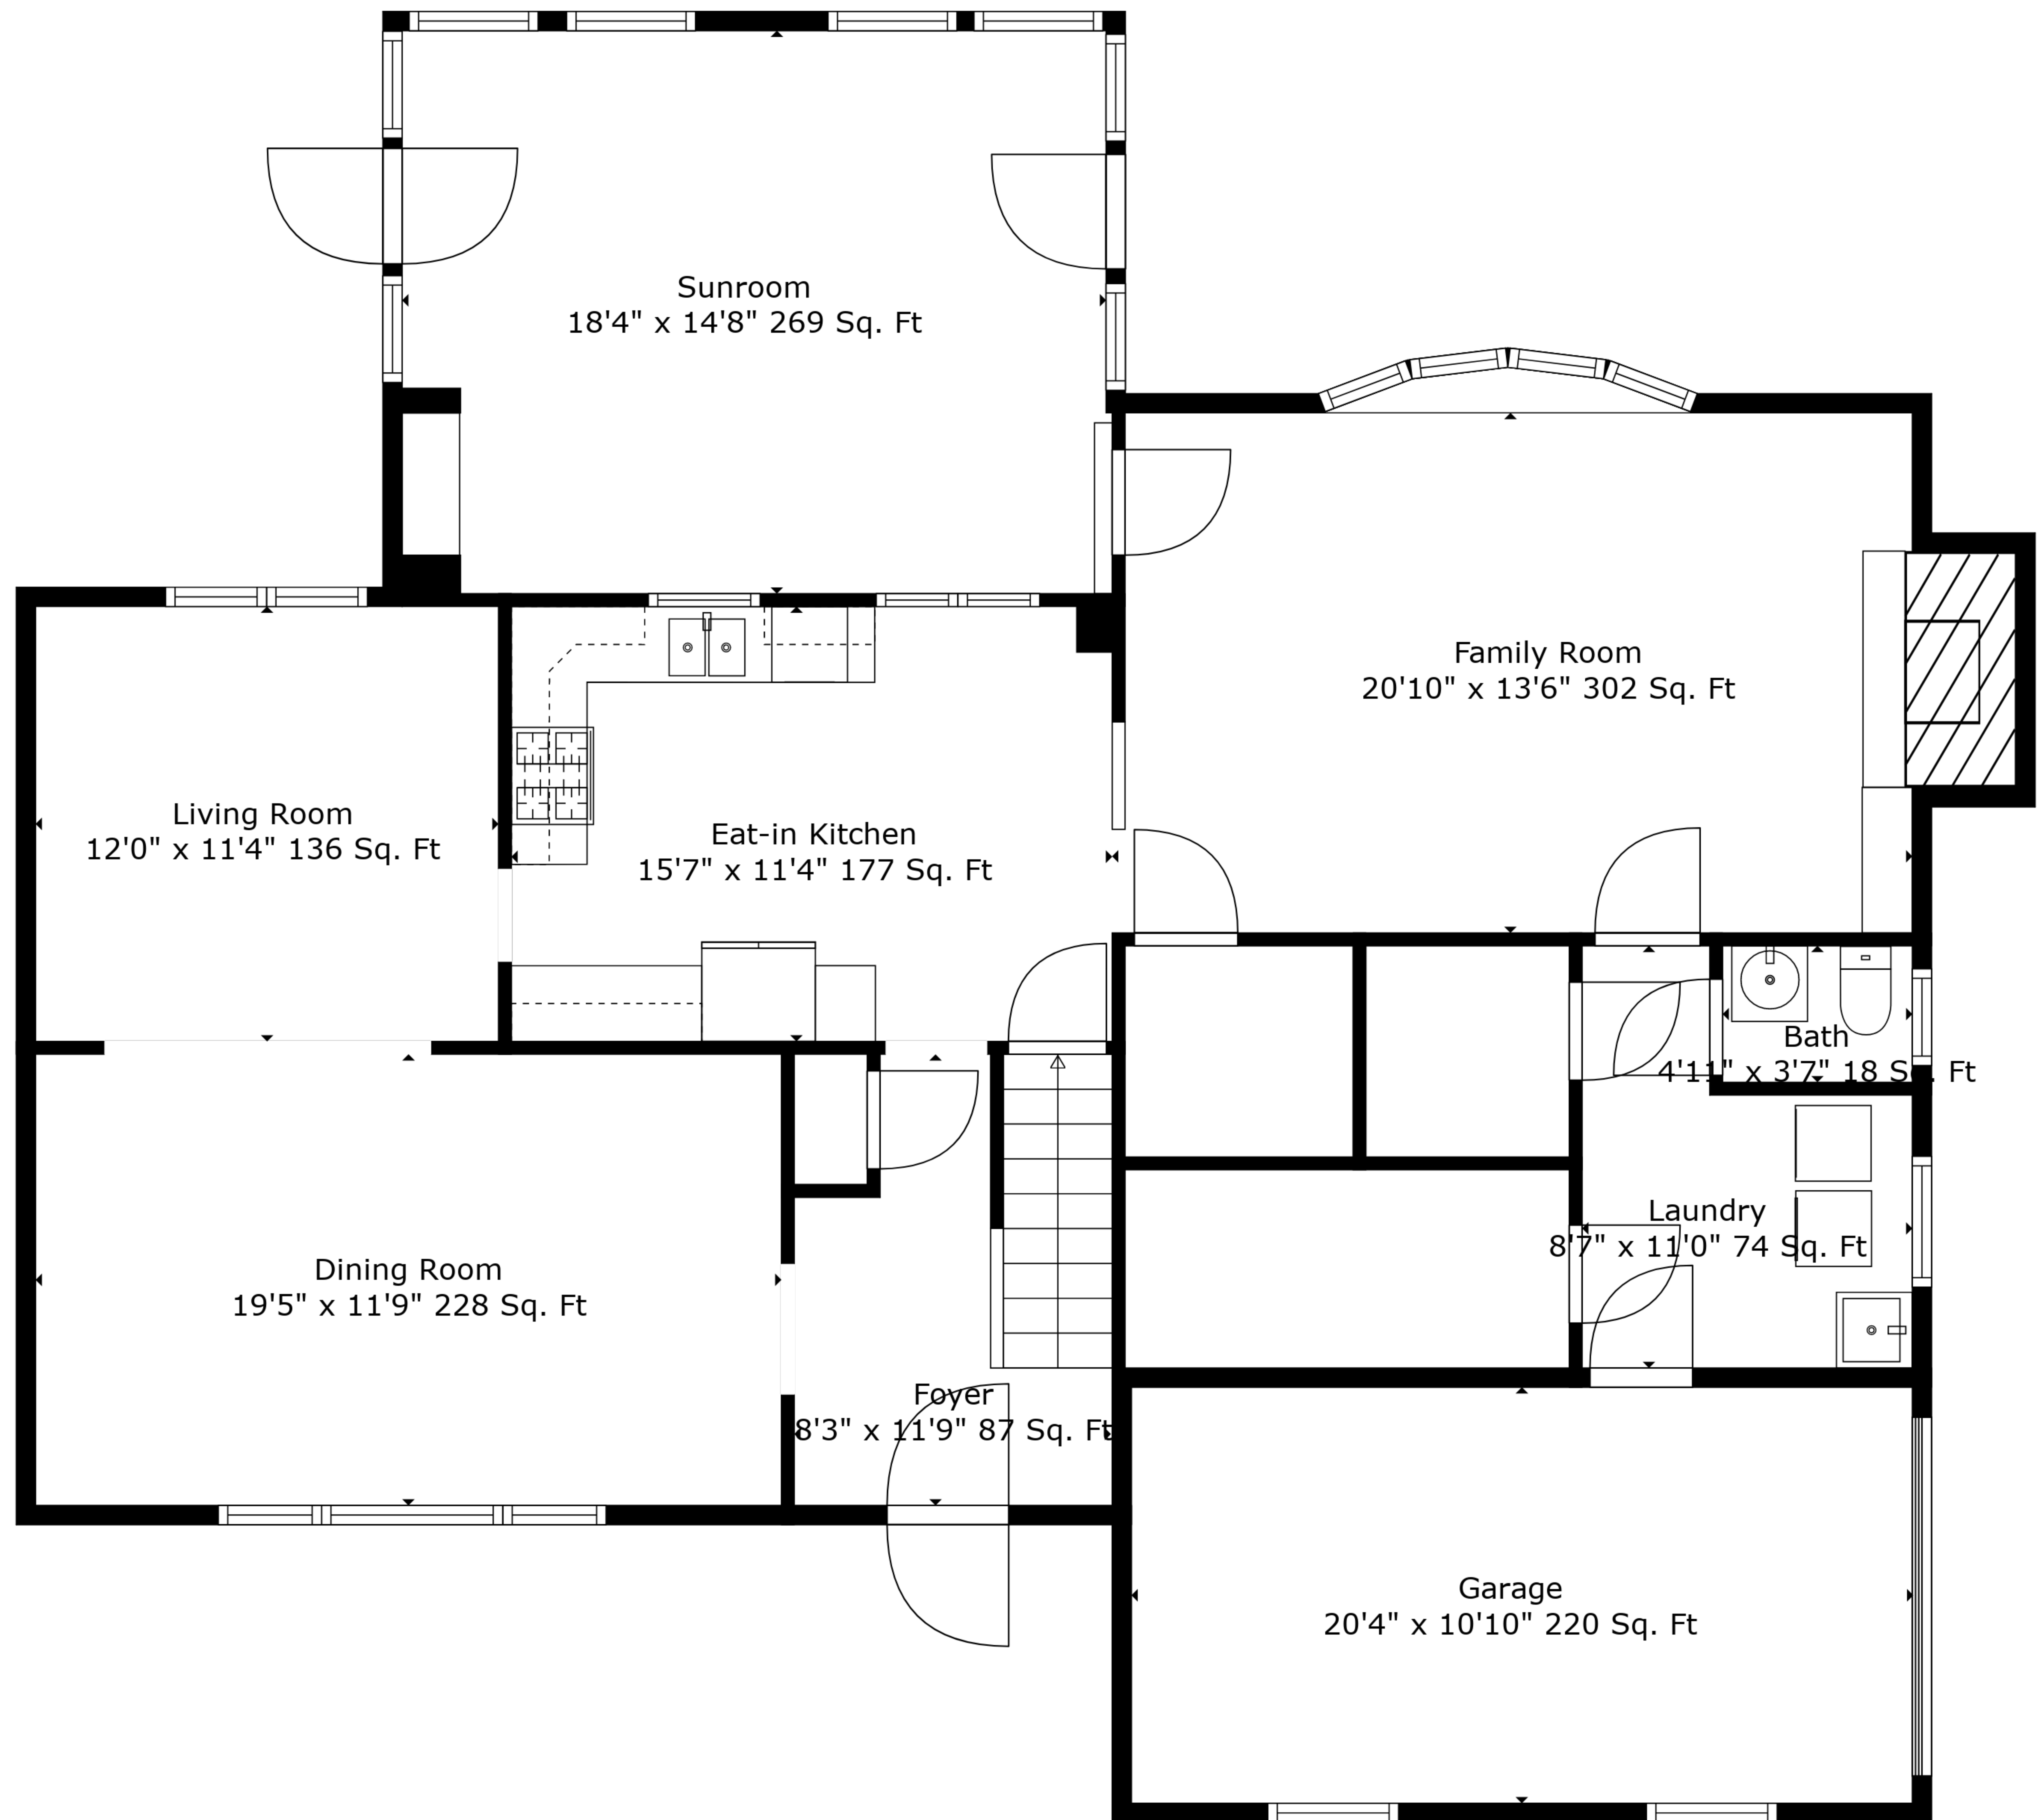 Sunroom
18'4" x 14'8" 269 Sq. Ft
Family Room
20'10" x 13'6" 302 Sq. Ft
Living Room
12'0" x 11'4" 136 Sq. Ft
Eat-in Kitchen
15'7" x 11'4" 177 Sq. Ft
Bath
4'11" x 3'7" 18 Sq. Ft
Laundry
8'7" x 11'0" 74 Sq. Ft
Dining Room
19'5" x 11'9" 228 Sq. Ft
Foyer
8'3" x 11'9" 87 Sq. Ft
Garage
20'4" x 10'10" 220 Sq. Ft